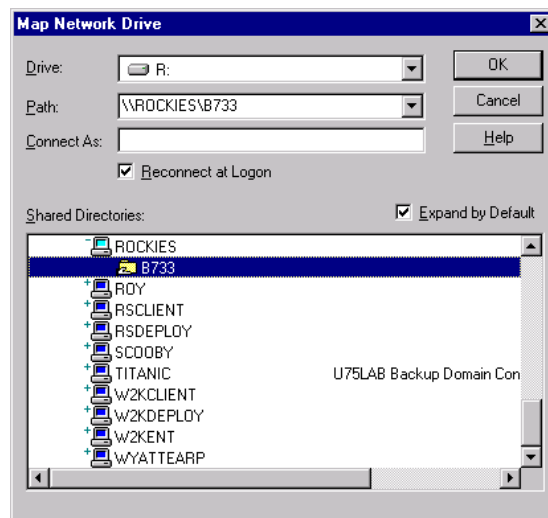 Map Network Drive
Drive: R: OK
Path: \\ROCKIES\B733 Cancel
Connect As: Help
Reconnect at Logon
Shared Directories: Expand by Default
ROCKIES
B733
ROY
RSCLIENT
RSDEPLOY
SCOOBY
TITANIC U75LAB Backup Domain Con
W2KCLIENT
W2KDEPLOY
W2KENT
WYATTEARP